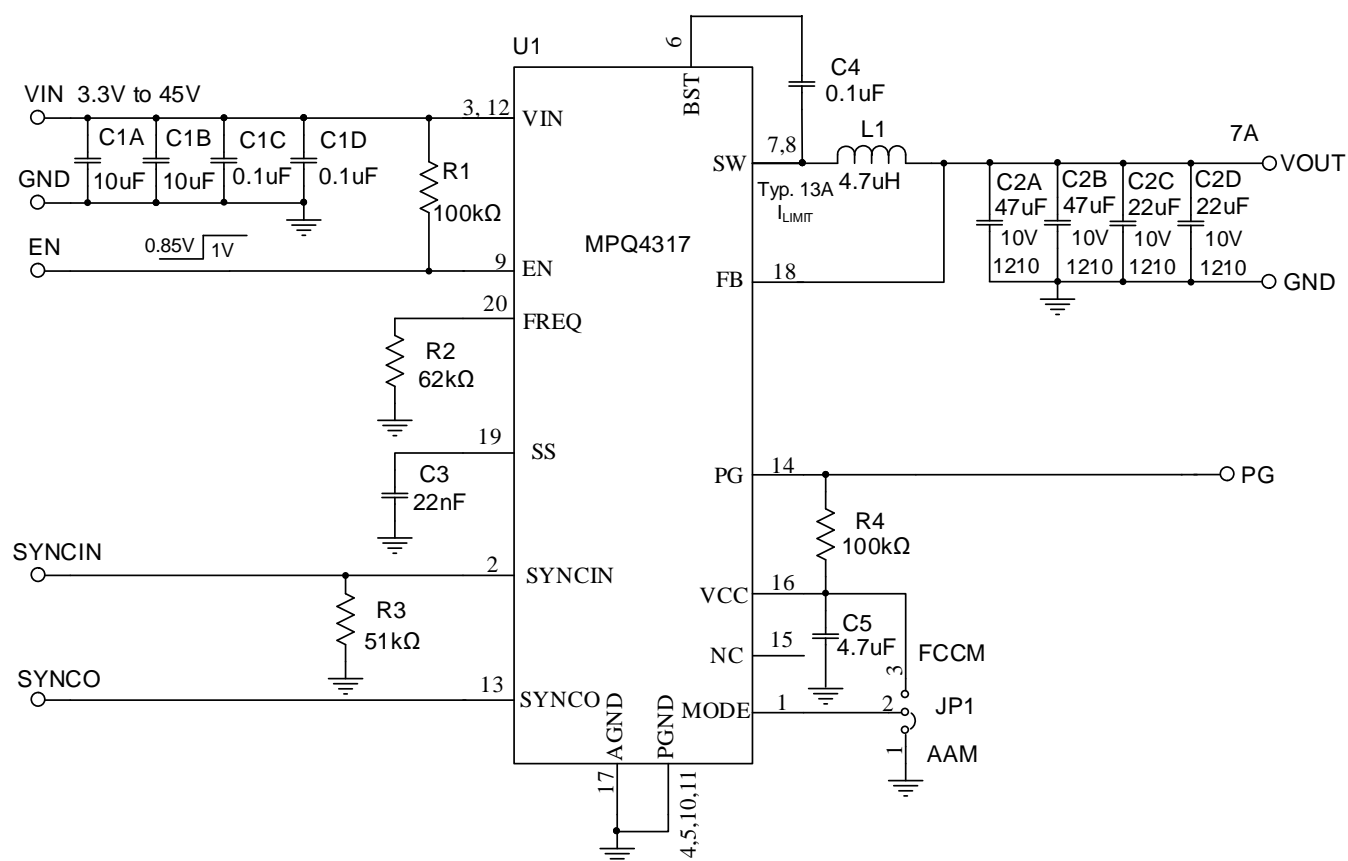 6
U1
BST
C4
0.1uF
VIN 3.3V to 45V
3, 12
VIN
C1A
C1B
C1C
C1D
10uF
10uF
0.1uF
0.1uF
GND
R1
100kΩ
7,8
L1
7A
SW
4.7uH
VOUT
Typ. 13A
ILIMIT
C2A
C2B
C2C
C2D
47uF
47uF
22uF
22uF
10V
10V
10V
10V
1210
1210
1210
1210
EN
0.85V
1V
MPQ4317
9
EN
FB
18
GND
20
FREQ
R2
62kΩ
19
SS
C3
22nF
PG
14
PG
R4
100kΩ
SYNCIN
2
SYNCIN
R3
51kΩ
VCC
16
C5
4.7uF
NC
15
FCCM
3
SYNCO
13
SYNCO
MODE
1
2
JP1
1
AAM
AGND
PGND
17
4,5,10,11